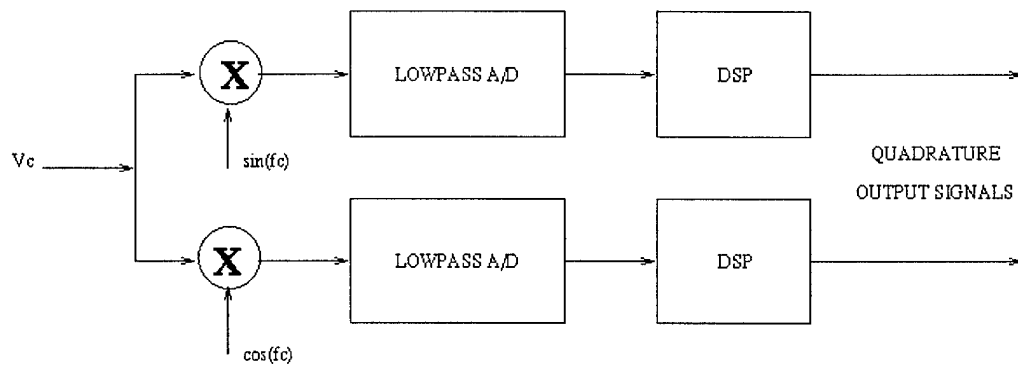 X
LOWPASS A/D
DSP
sin(fc)
Vc
QUADRATURE
OUTPUT SIGNALS
X
LOWPASS A/D
DSP
cos(fc)